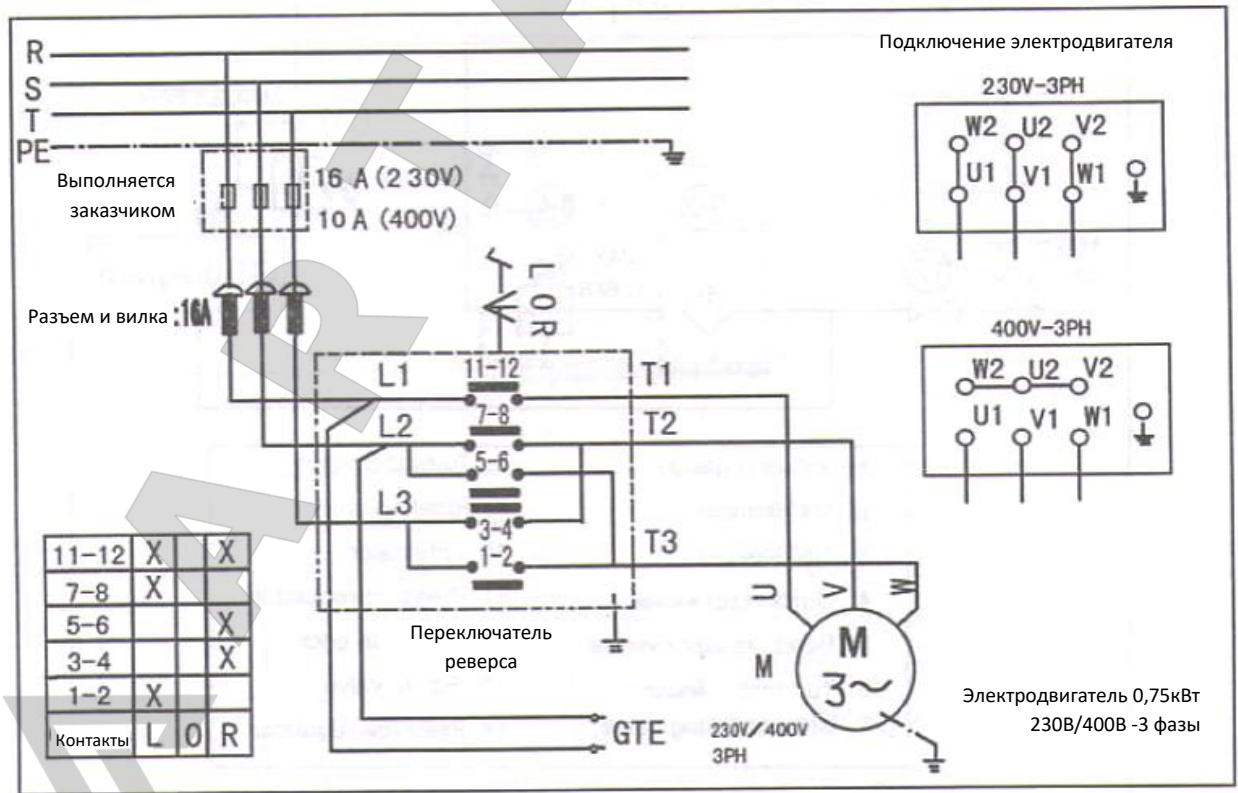 R
S
T
PE
Выполняется
заказчиком
16 A (230V)
10 A (400V)
Разъем и вилка
:16A
L O R
L1
L2
L3
11-12
7-8
5-6
3-4
1-2
T1
T2
T3
Переключатель
реверса
GTE
U
V
W
M
M
3~
230V/400V
3PH
Электродвигатель 0,75кВт
230В/400В -3 фазы
Подключение электродвигателя
230V-3PH
W2 U2 V2
U1 V1 W1
400V-3PH
W2 U2 V2
U1 V1 W1
11-12 X X
7-8 X
5-6 X
3-4 X
1-2 X
Контакты L O R